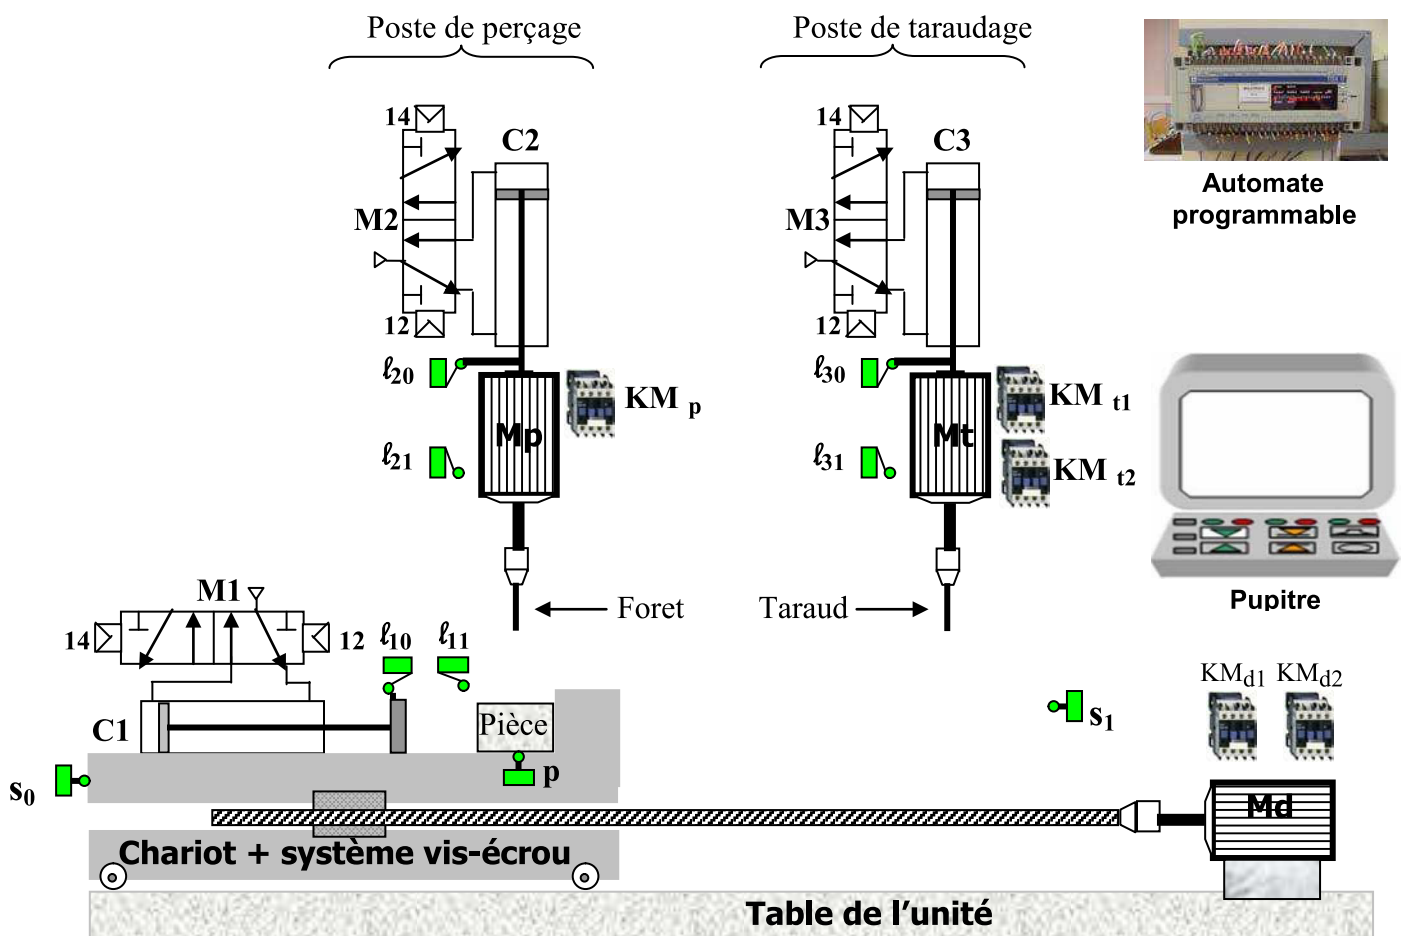 Poste de perçage
Poste de taraudage
14
C2
M2
12
ℓ20
ℓ21
Mp
KM p
Foret
14
C3
M3
12
ℓ30
ℓ31
Mt
KM t1
KM t2
Taraud
Automate
programmable
Pupitre
M1
14
12
ℓ10
ℓ11
C1
Pièce
p
s0
s1
KMd1
KMd2
Md
Chariot + système vis-écrou
Table de l'unité